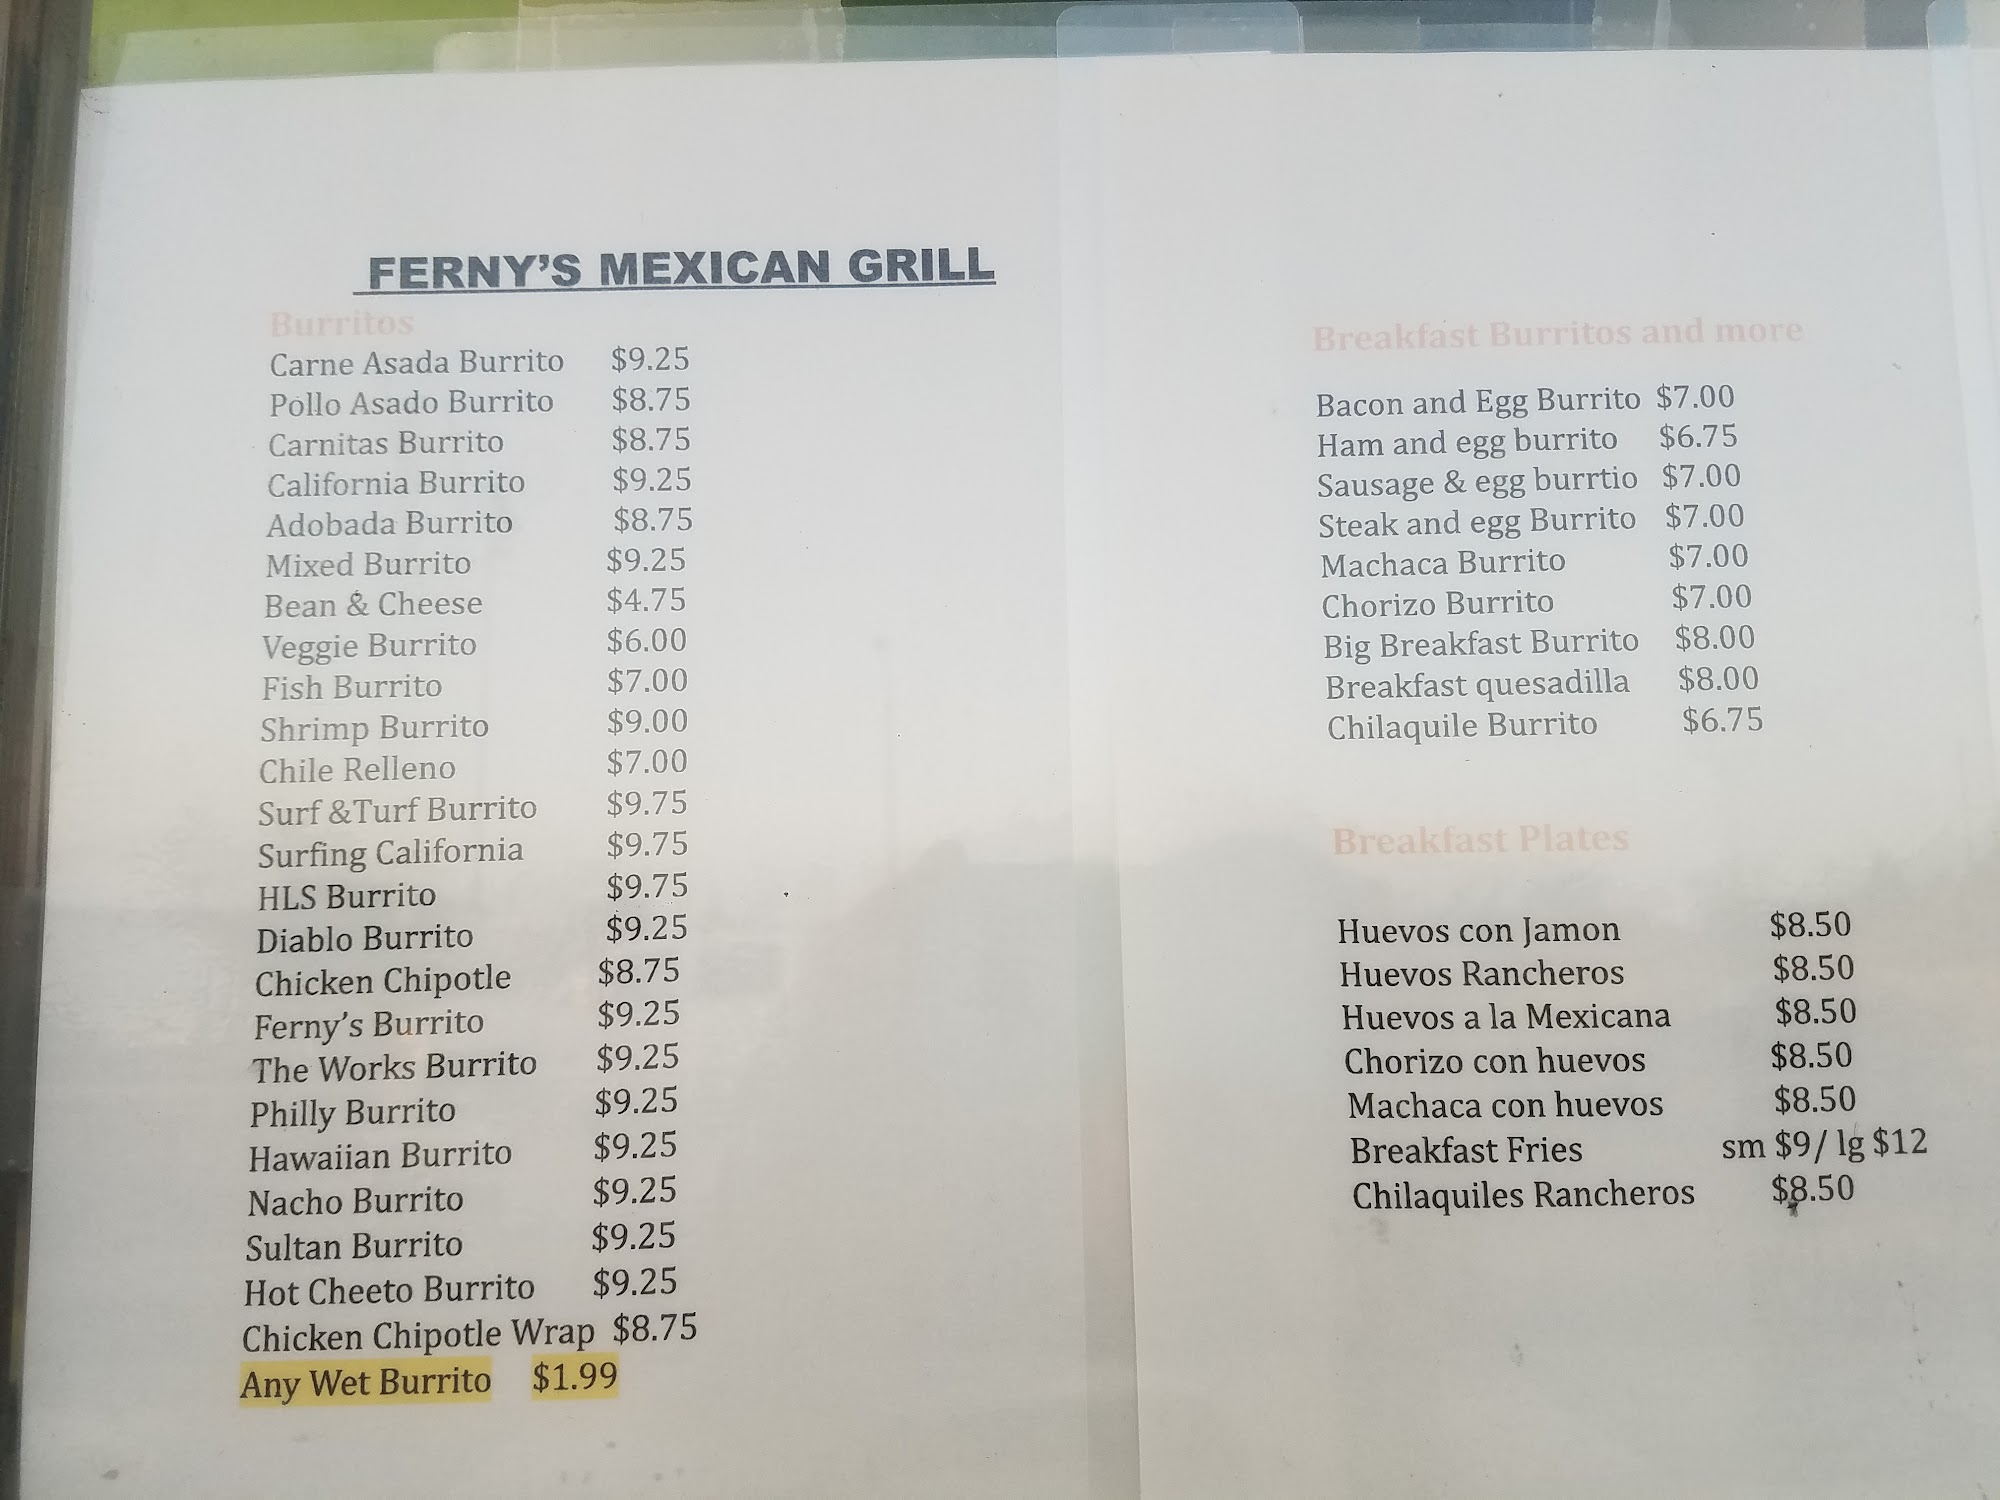 FERNY'S MEXICAN GRILL
Burritos
Carne Asada Burrito $9.25
Pollo Asado Burrito $8.75
Carnitas Burrito $8.75
California Burrito $9.25
Adobada Burrito $8.75
Mixed Burrito $9.25
Bean & Cheese $4.75
Veggie Burrito $6.00
Fish Burrito $7.00
Shrimp Burrito $9.00
Chile Relleno $7.00
Surf &Turf Burrito $9.75
Surfing California $9.75
HLS Burrito $9.75
Diablo Burrito $9.25
Chicken Chipotle $8.75
Ferny's Burrito $9.25
The Works Burrito $9.25
Philly Burrito $9.25
Hawaiian Burrito $9.25
Nacho Burrito $9.25
Sultan Burrito $9.25
Hot Cheeto Burrito $9.25
Chicken Chipotle Wrap $8.75
Any Wet Burrito $1.99
Breakfast Burritos and more
Bacon and Egg Burrito $7.00
Ham and egg burrito $6.75
Sausage & egg burrtio $7.00
Steak and egg Burrito $7.00
Machaca Burrito $7.00
Chorizo Burrito $7.00
Big Breakfast Burrito $8.00
Breakfast quesadilla $8.00
Chilaquile Burrito $6.75
Breakfast Plates
Huevos con Jamon $8.50
Huevos Rancheros $8.50
Huevos a la Mexicana $8.50
Chorizo con huevos $8.50
Machaca con huevos $8.50
Breakfast Fries sm $9/ lg $12
Chilaquiles Rancheros $8.50